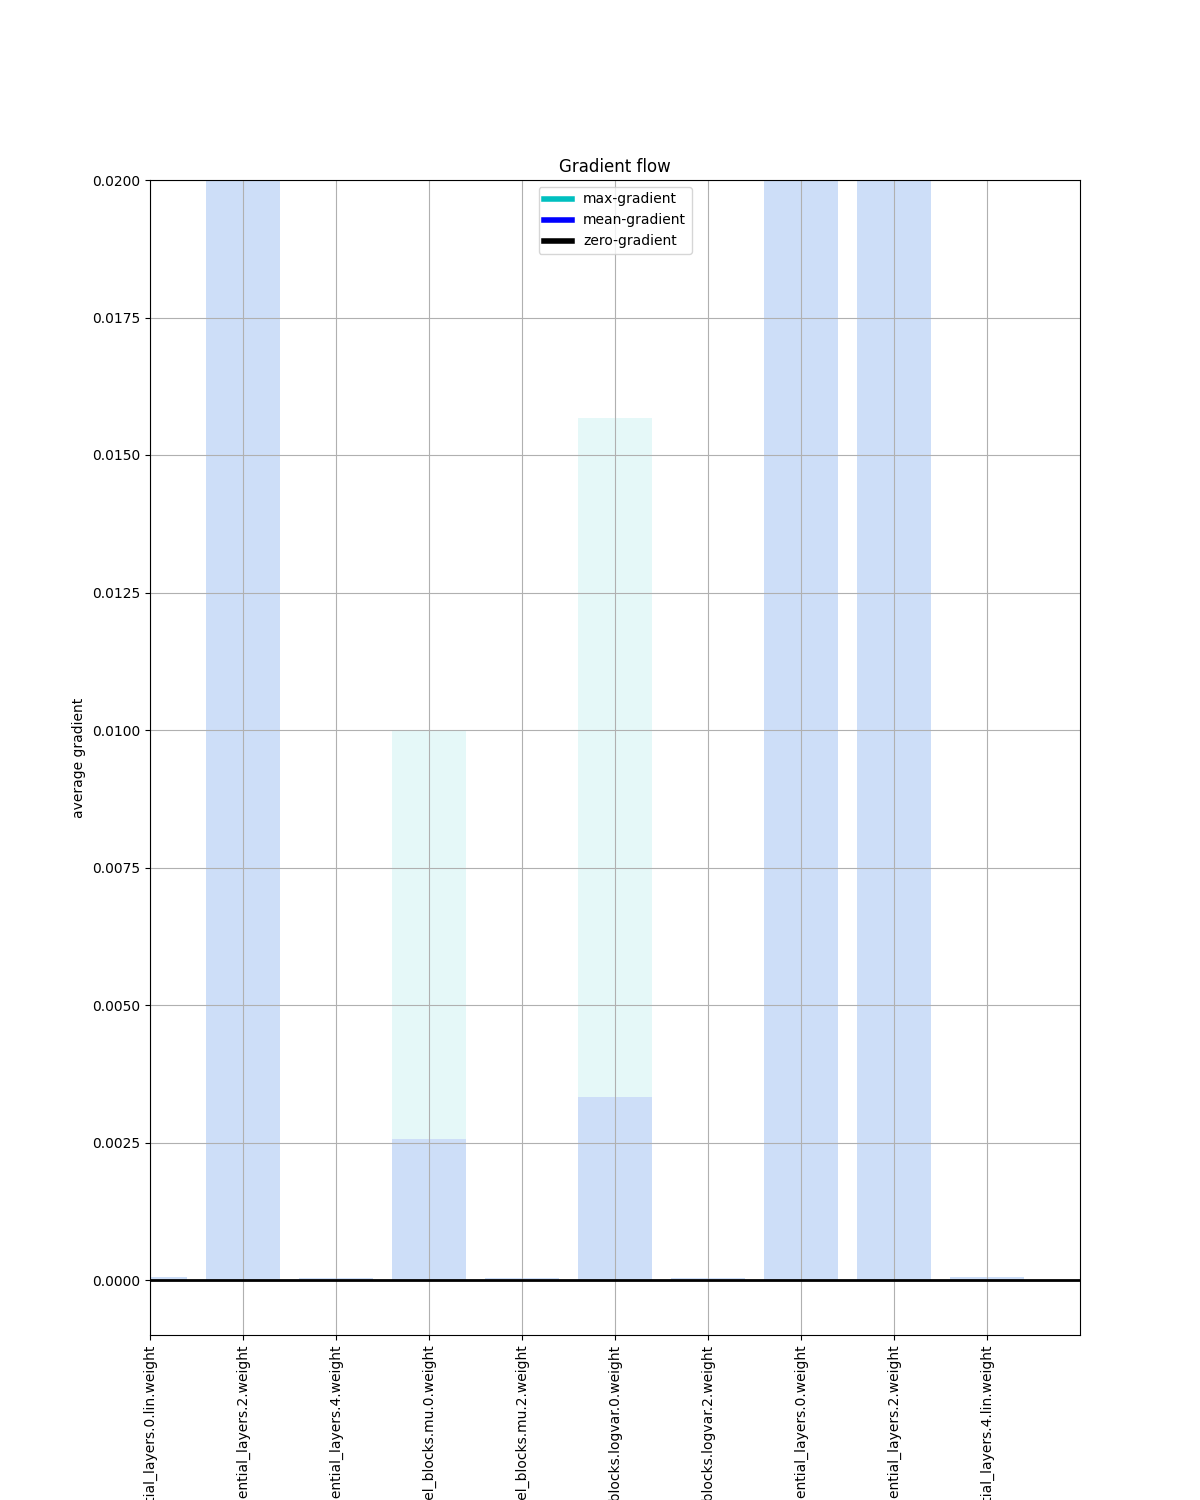 Gradient flow
max-gradient
mean-gradient
zero-gradient
0.0200
0.0175
0.0150
0.0125
0.0100
0.0075
0.0050
0.0025
0.0000
average gradient
tial_layers.0.lin.weight
ential_layers.2.weight
ential_layers.4.weight
el_blocks.mu.0.weight
el_blocks.mu.2.weight
blocks.logvar.0.weight
blocks.logvar.2.weight
ential_layers.0.weight
ential_layers.2.weight
tial_layers.4.lin.weight